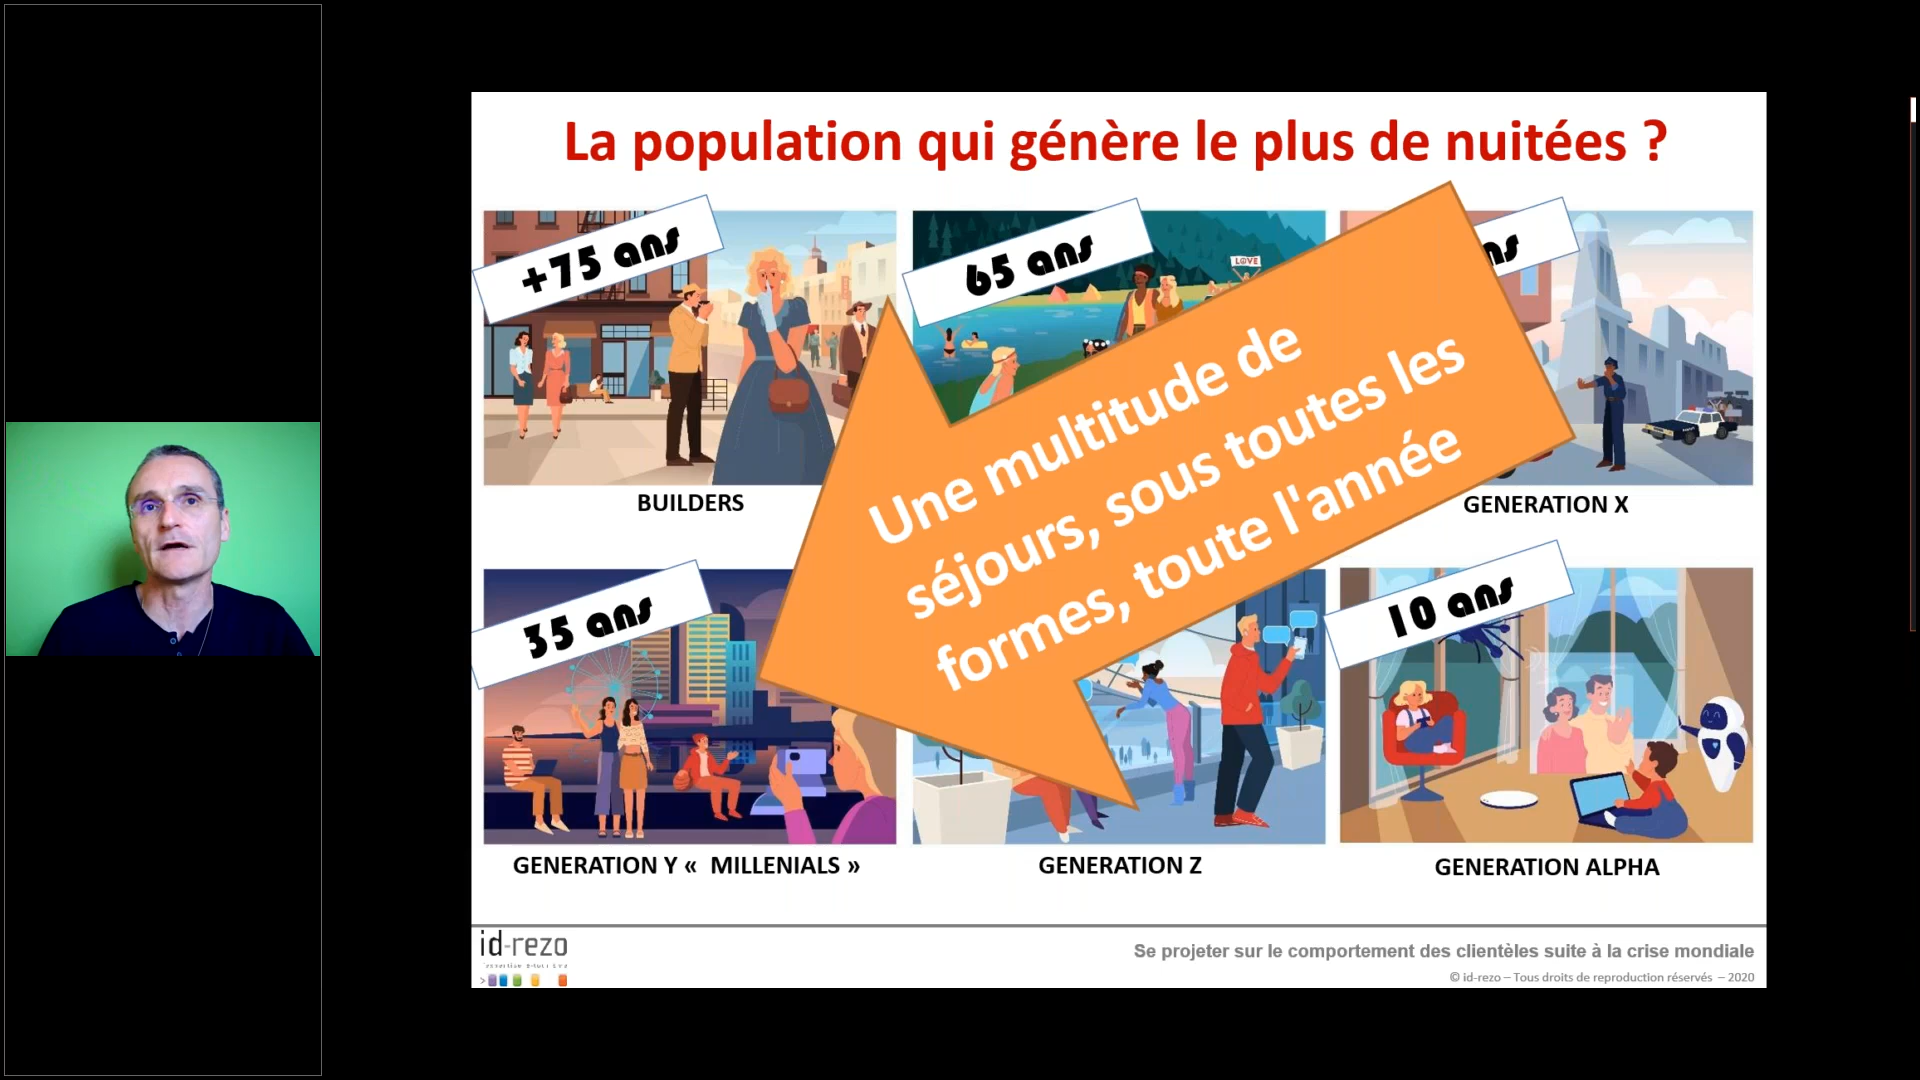 La population qui génère le plus de nuitées ?
+75 ans
65 ans
ns
LOVE
Une multitude de
séjours, sous toutes les
formes, toute l'année
BUILDERS
GENERATION X
35 ans
10 ans
GENERATION Y « MILLENIALS »
GENERATION Z
GENERATION ALPHA
id-rezo
Se projeter sur le comportement des clientèles suite à la crise mondiale
© id-rezo – Tous droits de reproduction réservés – 2020